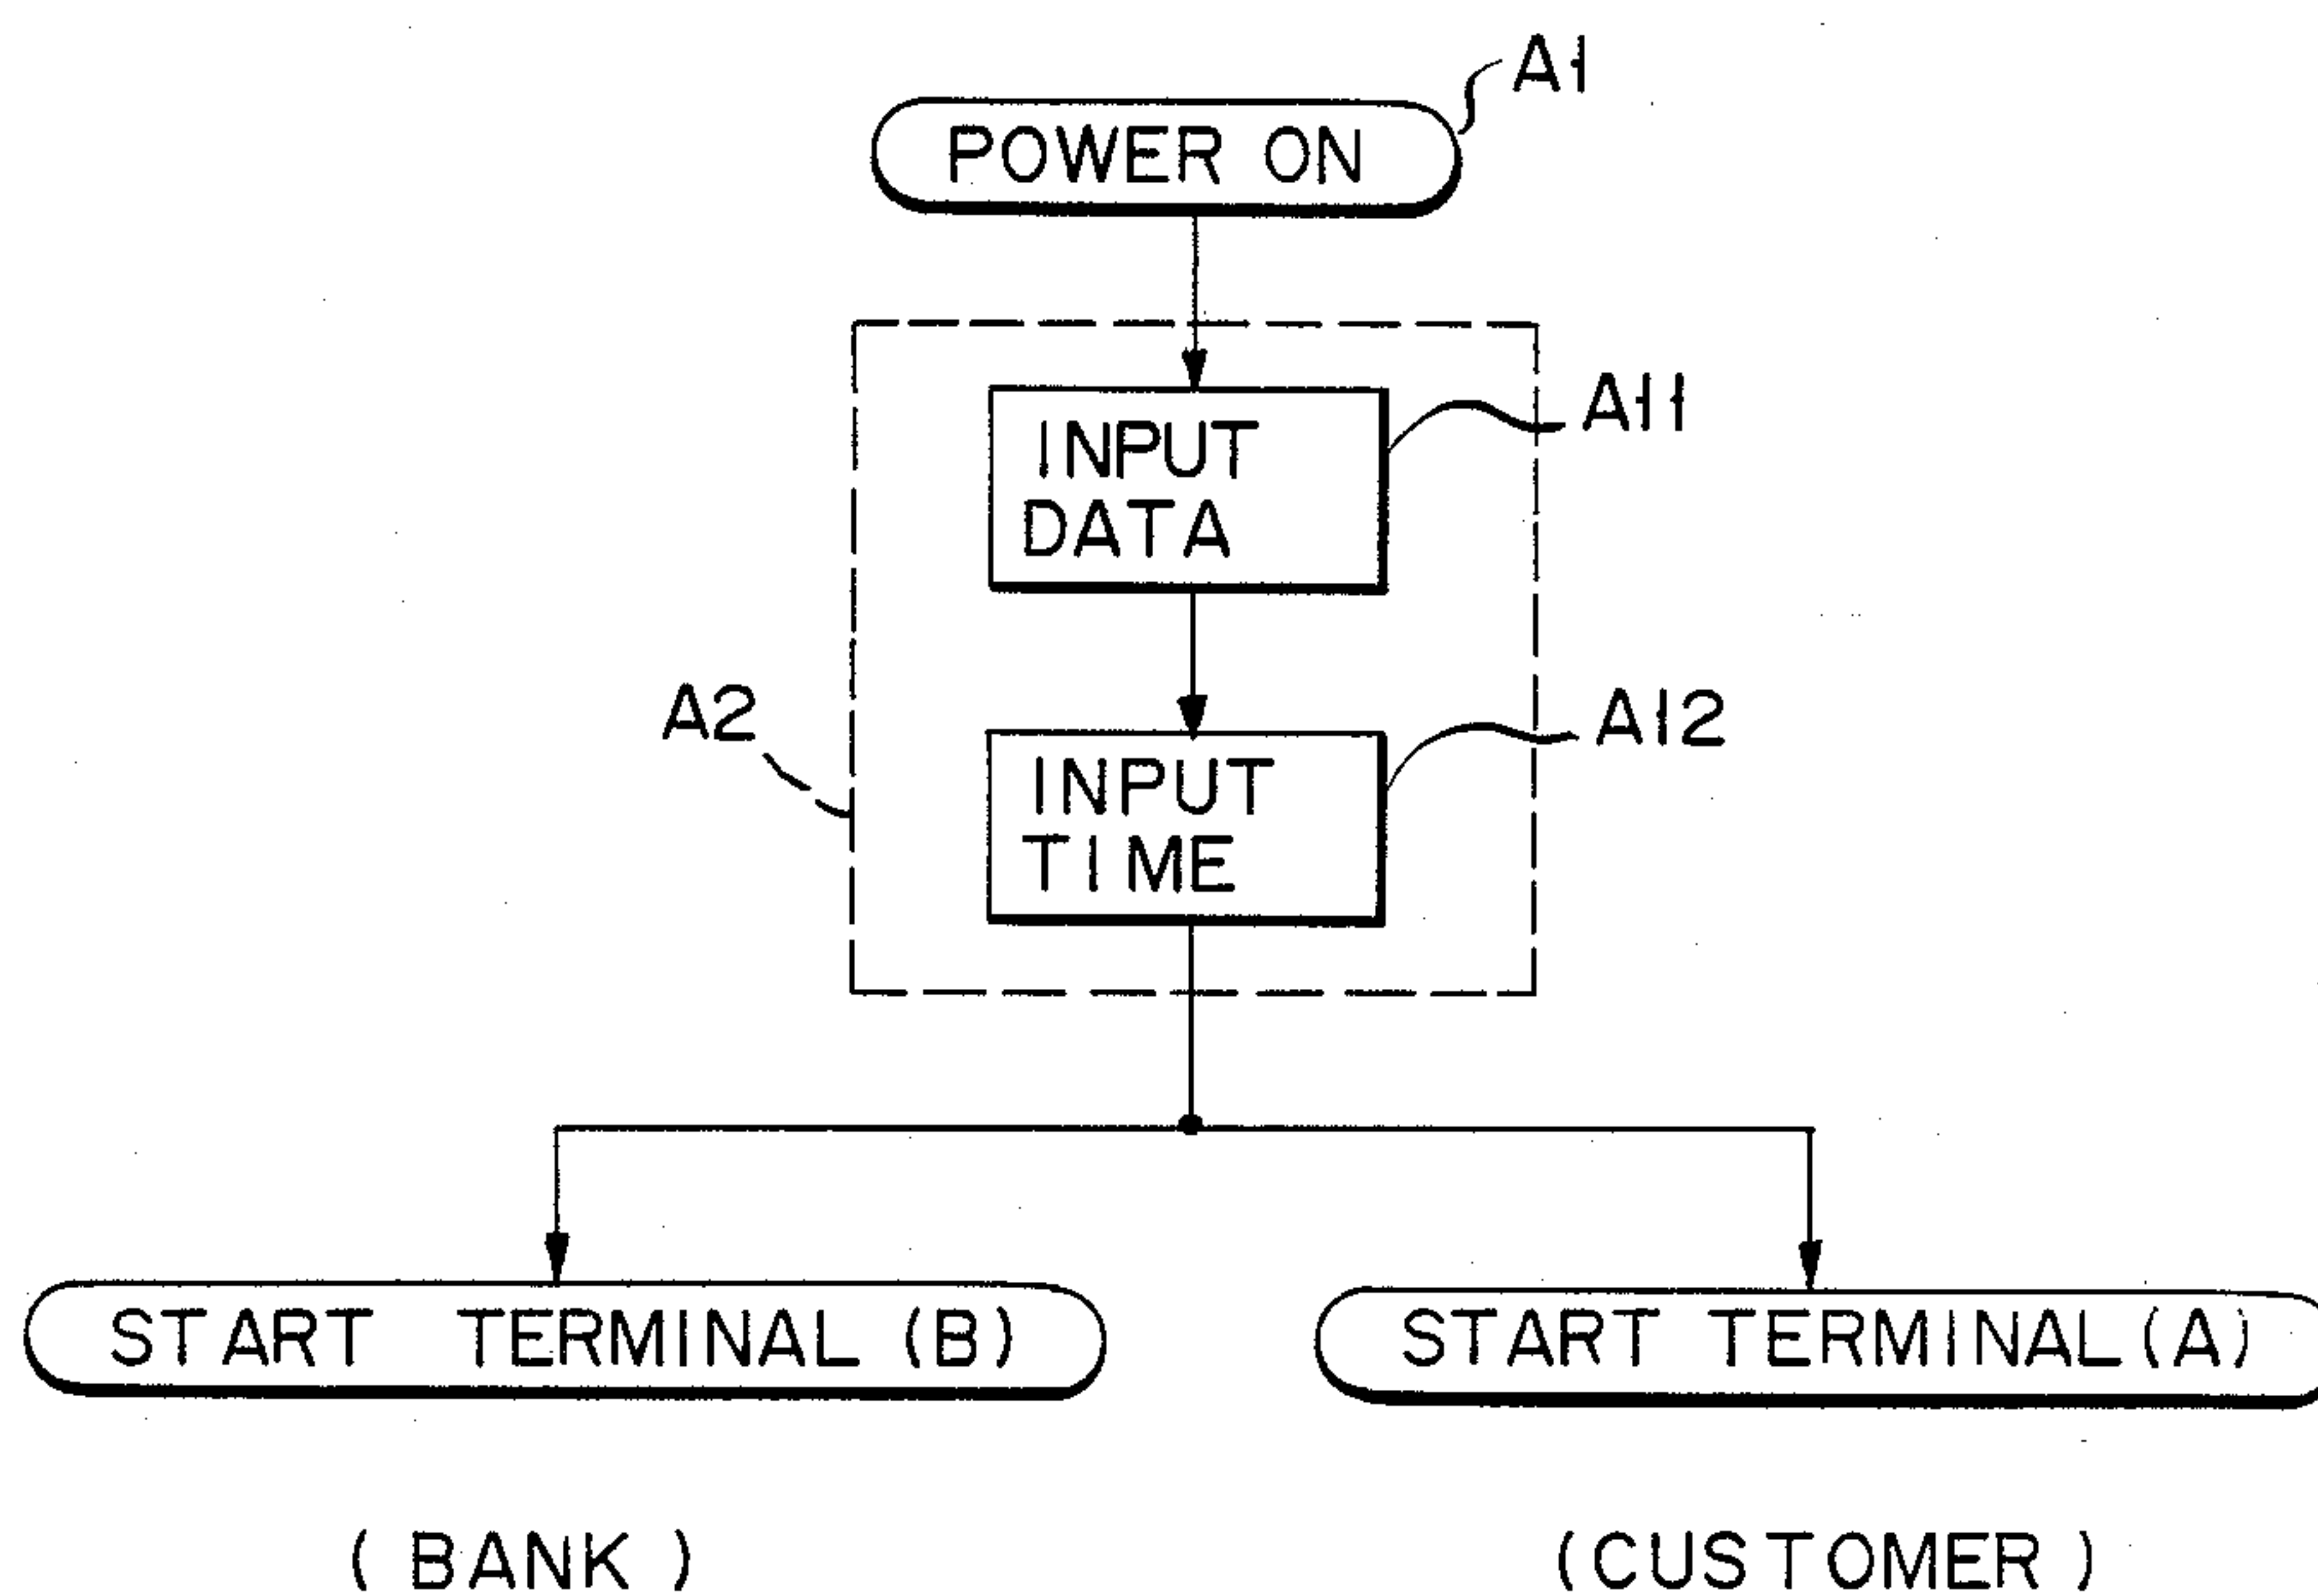 A1
POWER ON
A11
INPUT
DATA
A2
A12
INPUT
TIME
START TERMINAL (B)
START TERMINAL (A)
( BANK )
( CUSTOMER )